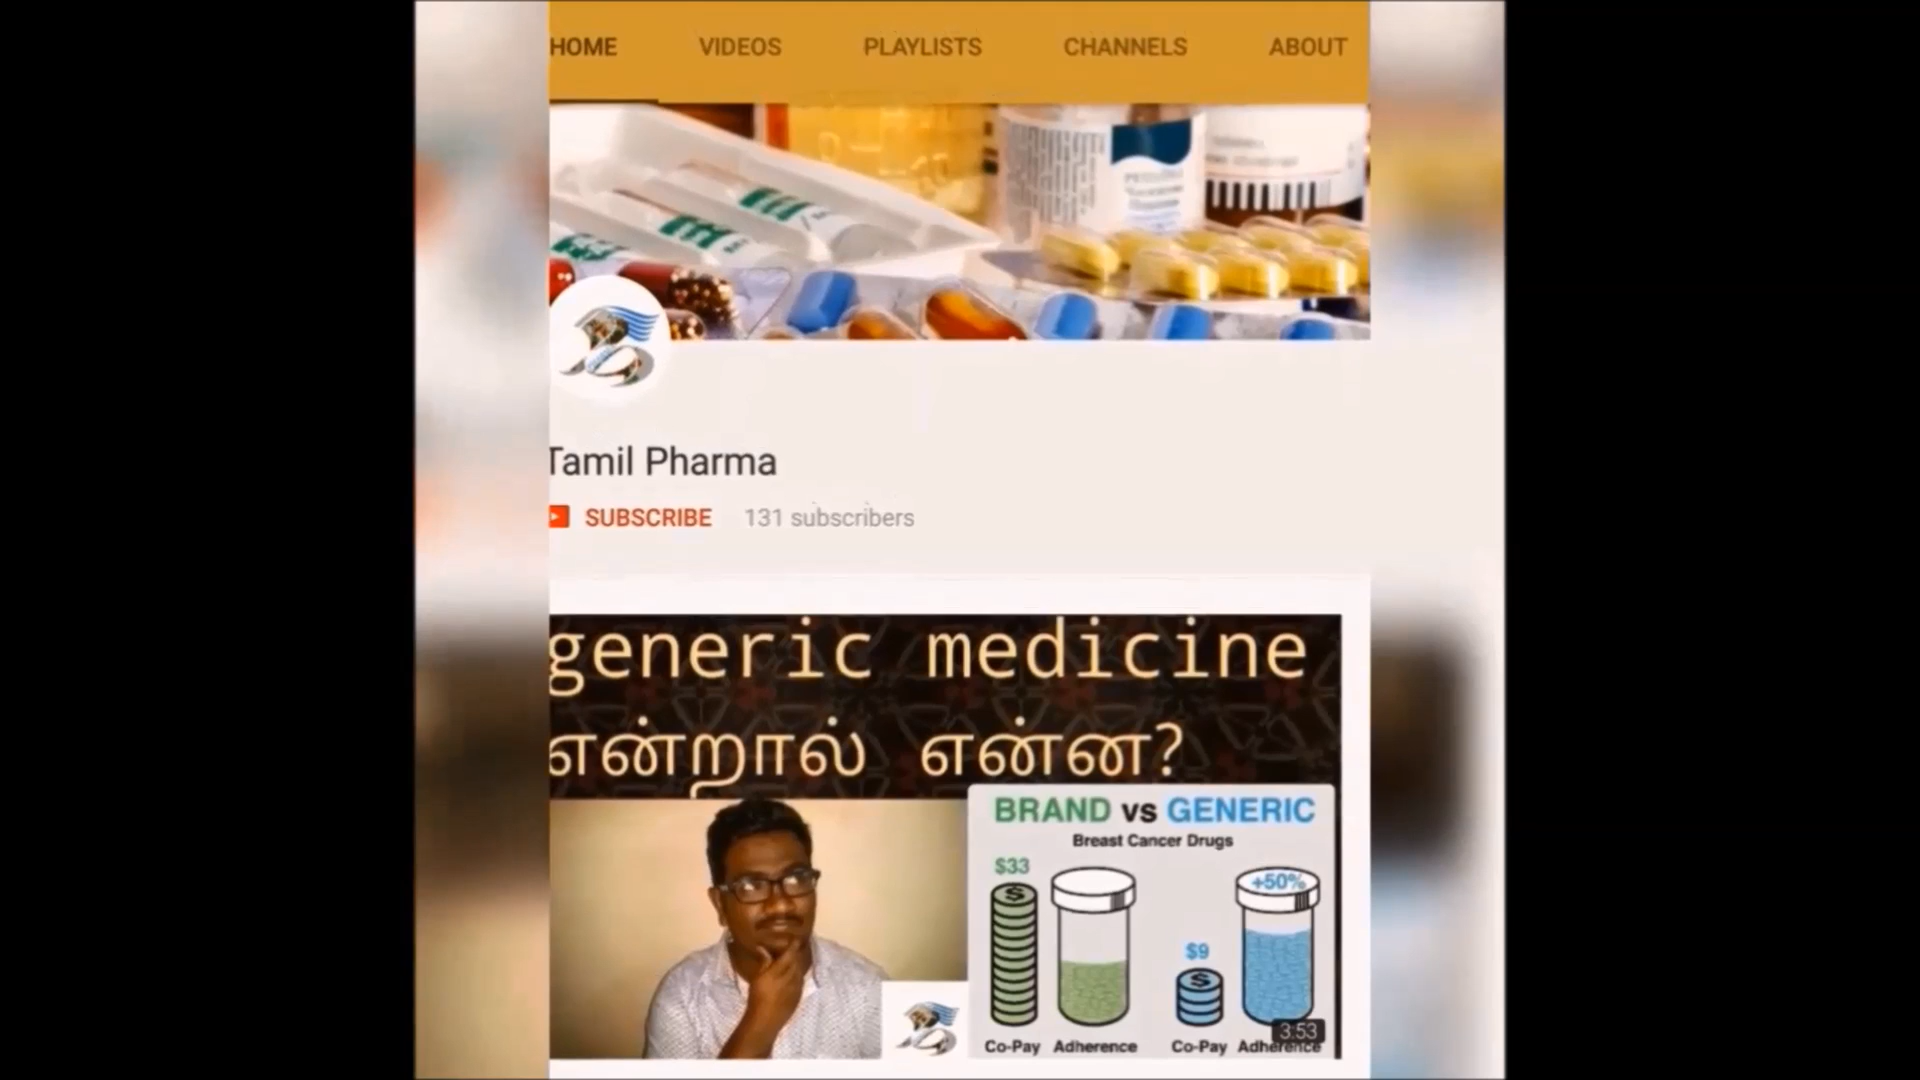 HOME VIDEOS PLAYLISTS CHANNELS ABOUT
Tamil Pharma
SUBSCRIBE 131 subscribers
generic medicine
என்றால் என்ன?
BRAND vs GENERIC
Breast Cancer Drugs
$33
+50%
$9
3:53
Co-Pay Adherence Co-Pay Adherence